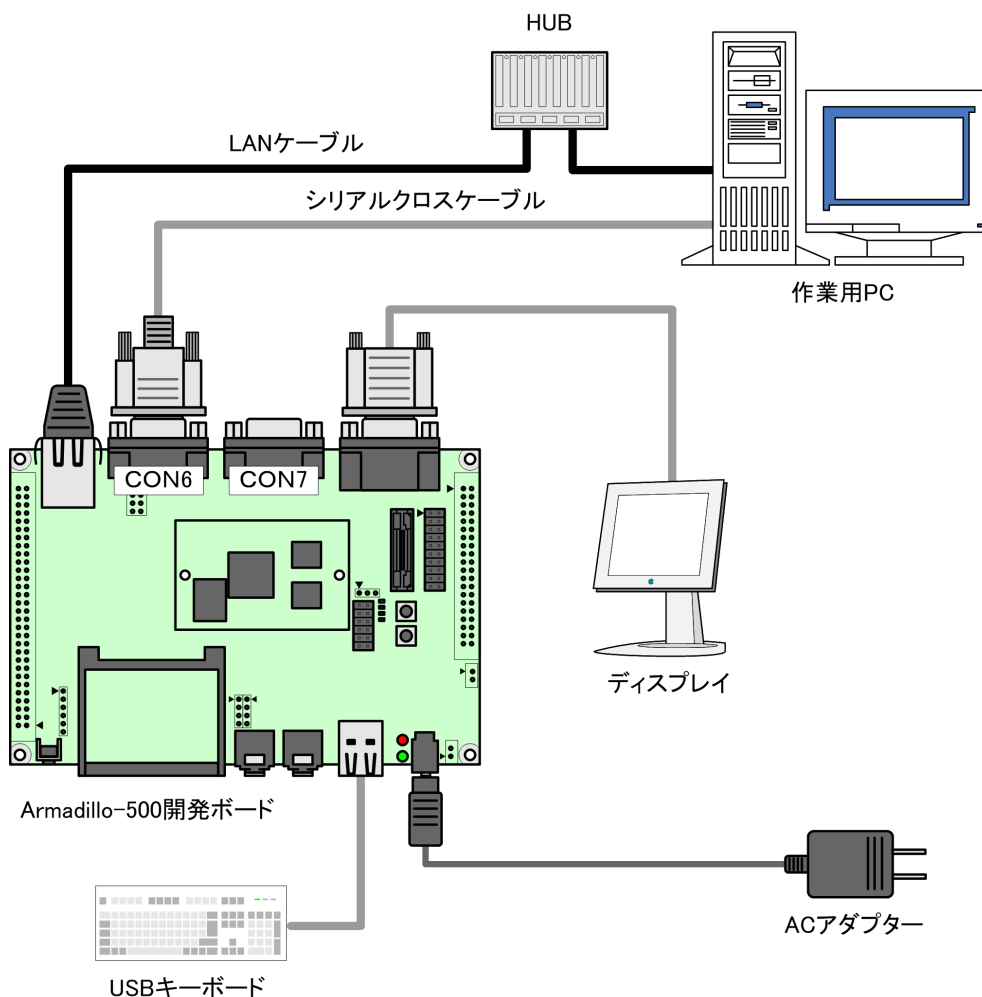 HUB
LANケーブル
シリアルクロスケーブル
作業用PC
CON6
CON7
ディスプレイ
Armadillo-500開発ボード
ACアダプター
USBキーボード